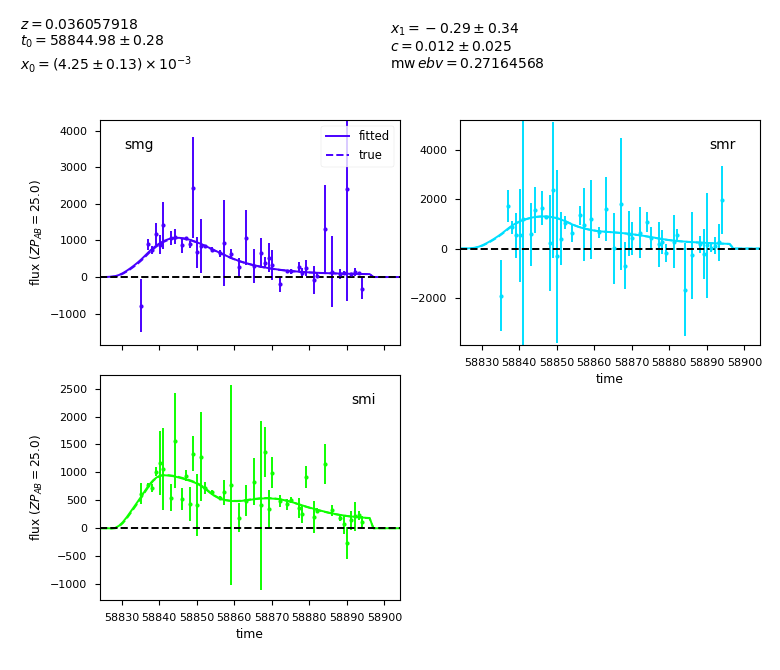 z = 0.036057918
t₀ = 58844.98 ± 0.28
x₀ = (4.25 ± 0.13) × 10⁻³
x₁ = −0.29 ± 0.34
c = 0.012 ± 0.025
mw ebv = 0.27164568
smg
fitted
true
4000
3000
2000
1000
0
−1000
flux (ZP_AB = 25.0)
smr
4000
2000
0
−2000
58830 58840 58850 58860 58870 58880 58890 58900
time
smi
2500
2000
1500
1000
500
0
−500
−1000
flux (ZP_AB = 25.0)
58830 58840 58850 58860 58870 58880 58890 58900
time